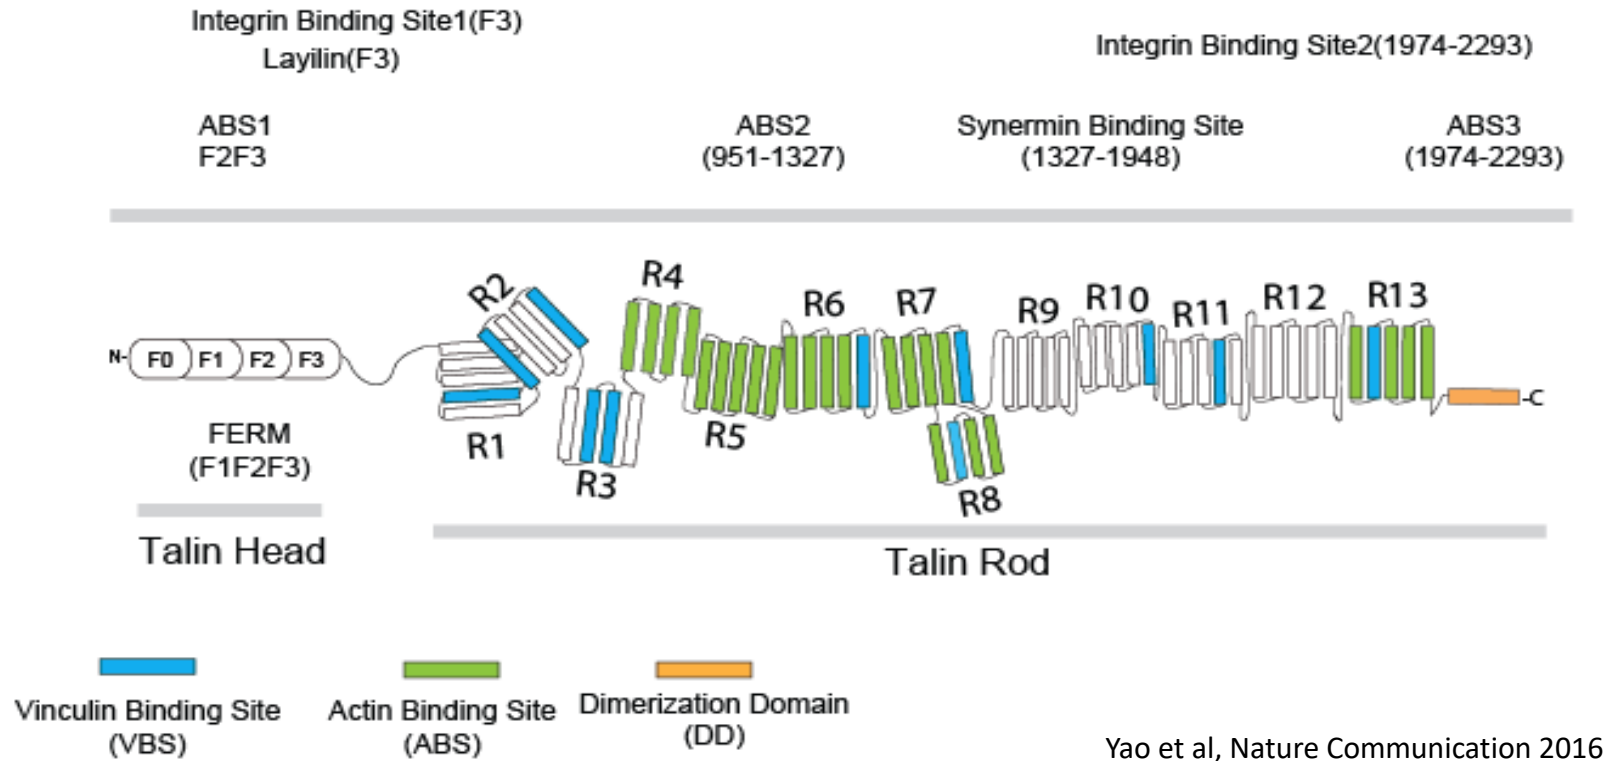 Integrin Binding Site1(F3)
Layilin(F3)
Integrin Binding Site2(1974-2293)
ABS1
F2F3
ABS2
(951-1327)
Synermin Binding Site
(1327-1948)
ABS3
(1974-2293)
R2
R4
R6
R7
R9
R10
R11
R12
R13
N-
F0
F1
F2
F3
-C
R1
R3
R5
R8
FERM
(F1F2F3)
Talin Head
Talin Rod
Vinculin Binding Site
(VBS)
Actin Binding Site
(ABS)
Dimerization Domain
(DD)
Yao et al, Nature Communication 2016